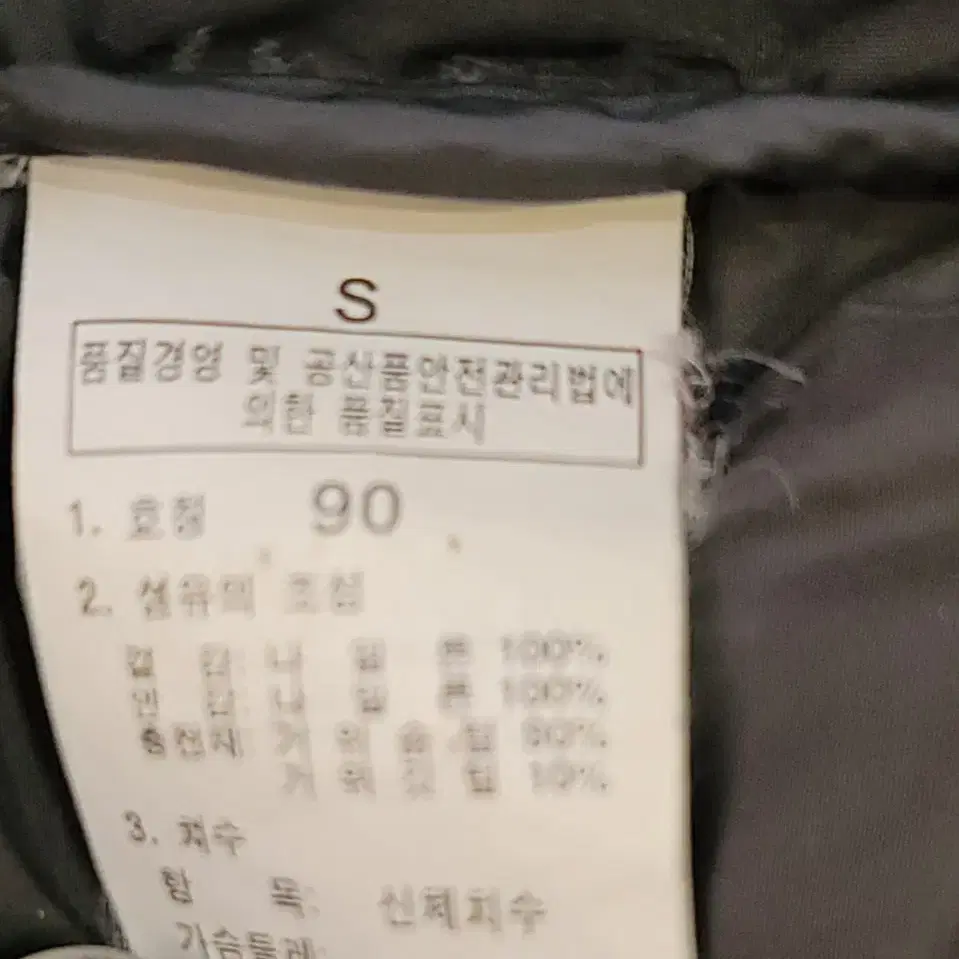 S
품질경영 및 공산품안전관리법에
의한 품질표시
1. 호칭 90
2. 섬유의 조성
겉 감 나 일 론 100%
안 감 나 일 론 100%
충전재 거 위 솜 털 90%
거 위 깃 털 10%
3. 치수
항 목: 신체치수
가슴둘레: